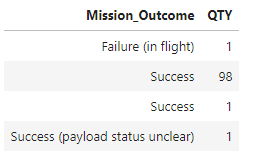 Mission_Outcome QTY
Failure (in flight) 1
Success 98
Success 1
Success (payload status unclear) 1